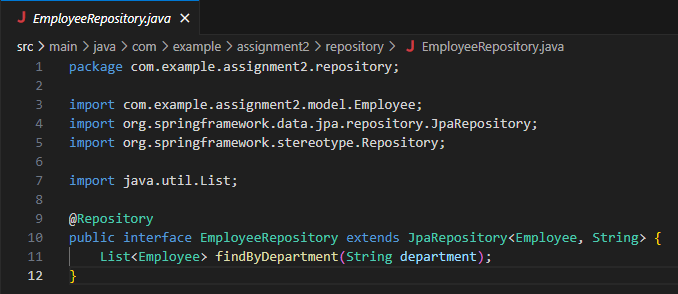 J EmployeeRepository.java ×
src > main > java > com > example > assignment2 > repository > J EmployeeRepository.java
1 package com.example.assignment2.repository;
2
3 import com.example.assignment2.model.Employee;
4 import org.springframework.data.jpa.repository.JpaRepository;
5 import org.springframework.stereotype.Repository;
6
7 import java.util.List;
8
9 @Repository
10 public interface EmployeeRepository extends JpaRepository<Employee, String> {
11     List<Employee> findByDepartment(String department);
12 }